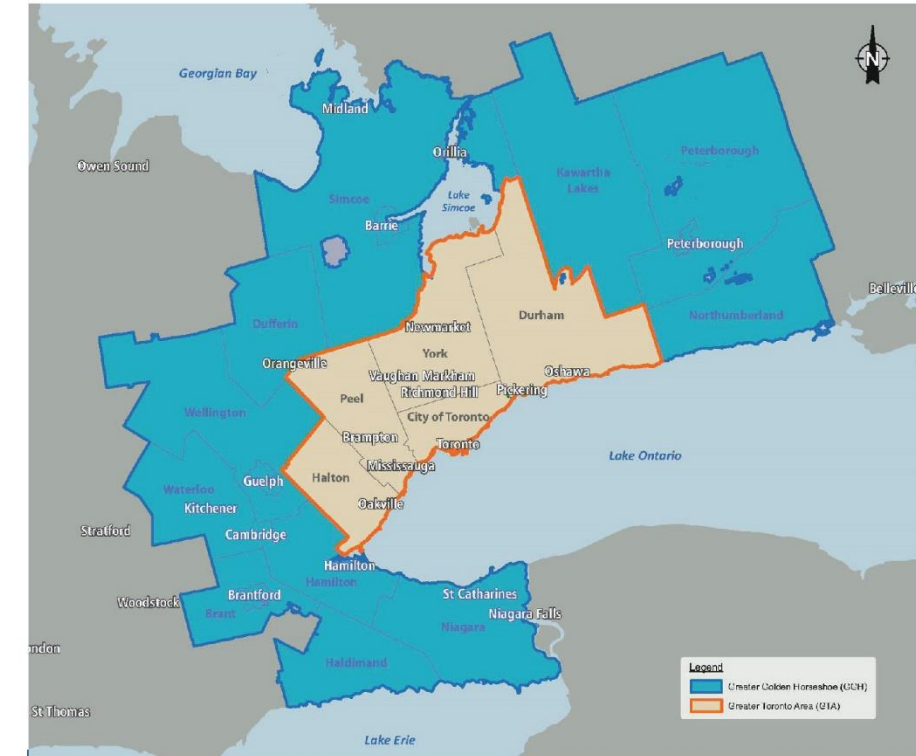 Georgian Bay
N
Midland
Owen Sound
Orillia
Kawartha
Lakes
Peterborough
Simcoe
Lake
Simcoe
Barrie
Peterborough
Belleville
Dufferin
Newmarket
Durham
Northumberland
Orangeville
York
Vaughan Markham
Oshawa
Richmond Hill
Pickering
Peel
Wellington
City of Toronto
Brampton
Toronto
Lake Ontario
Mississauga
Halton
Guelph
Waterloo
Kitchener
Oakville
Stratford
Cambridge
Hamilton
Hamilton
Woodstock
Brantford
St Catharines
Brant
Niagara Falls
Niagara
ndon
Haldimand
Legend
Greater Golden Horseshoe (GGH)
Greater Toronto Area (GTA)
St Thomas
Lake Erie